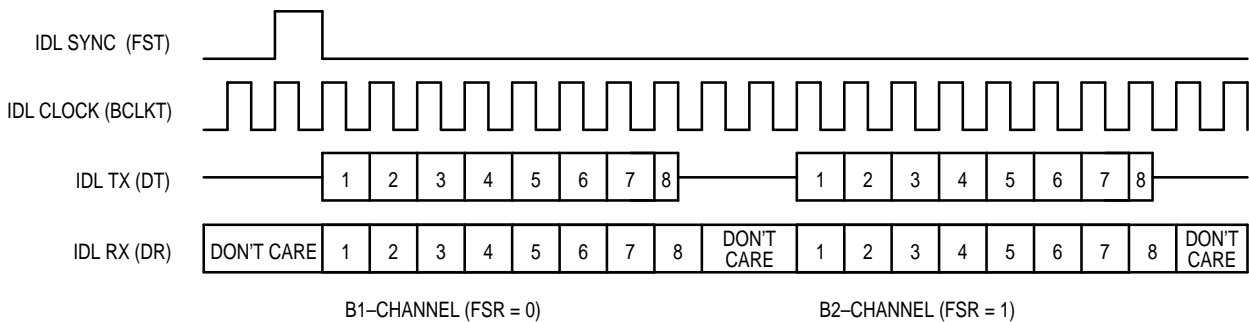 IDL SYNC (FST)
IDL CLOCK (BCLKT)
IDL TX (DT) 1 2 3 4 5 6 7 8 1 2 3 4 5 6 7 8
IDL RX (DR) DON'T CARE 1 2 3 4 5 6 7 8 DON'T CARE 1 2 3 4 5 6 7 8 DON'T CARE
B1–CHANNEL (FSR = 0) B2–CHANNEL (FSR = 1)